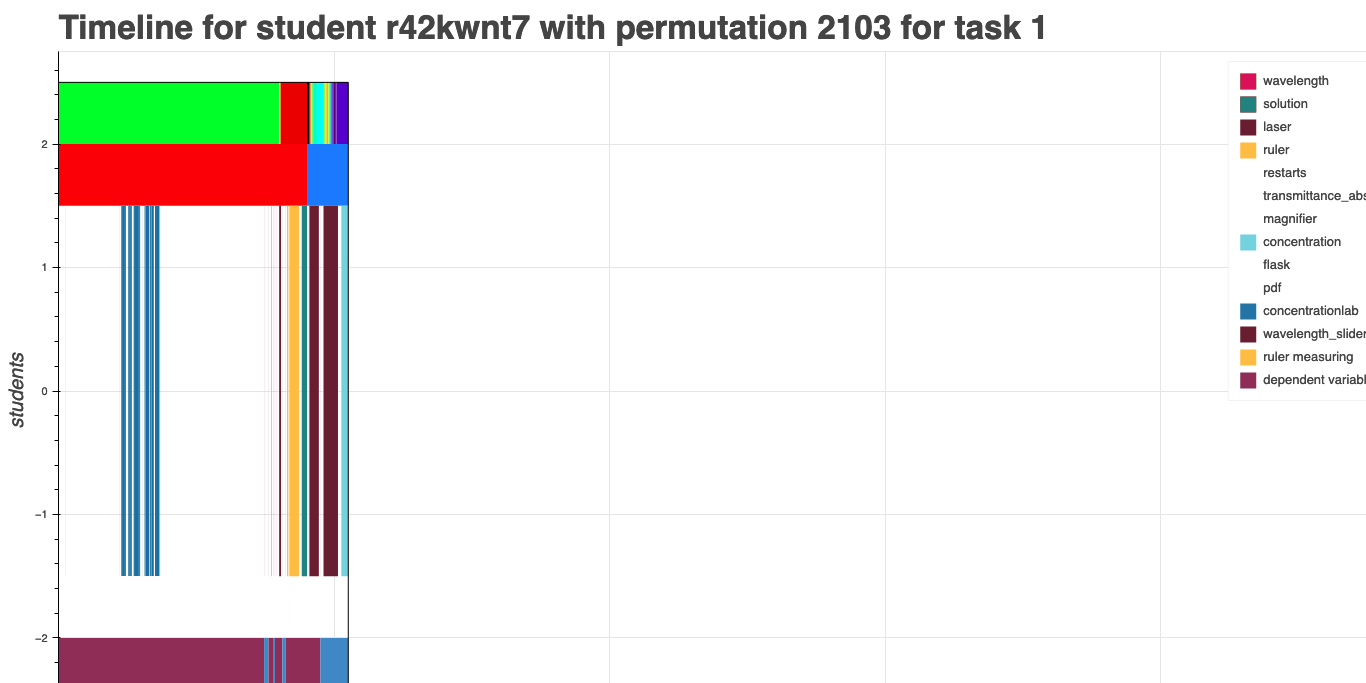 Timeline for student r42kwnt7 with permutation 2103 for task 1
wavelength
solution
laser
ruler
restarts
transmittance_abs
magnifier
concentration
flask
pdf
concentrationlab
wavelength_slider
ruler measuring
dependent variabl
2
1
0
−1
−2
students